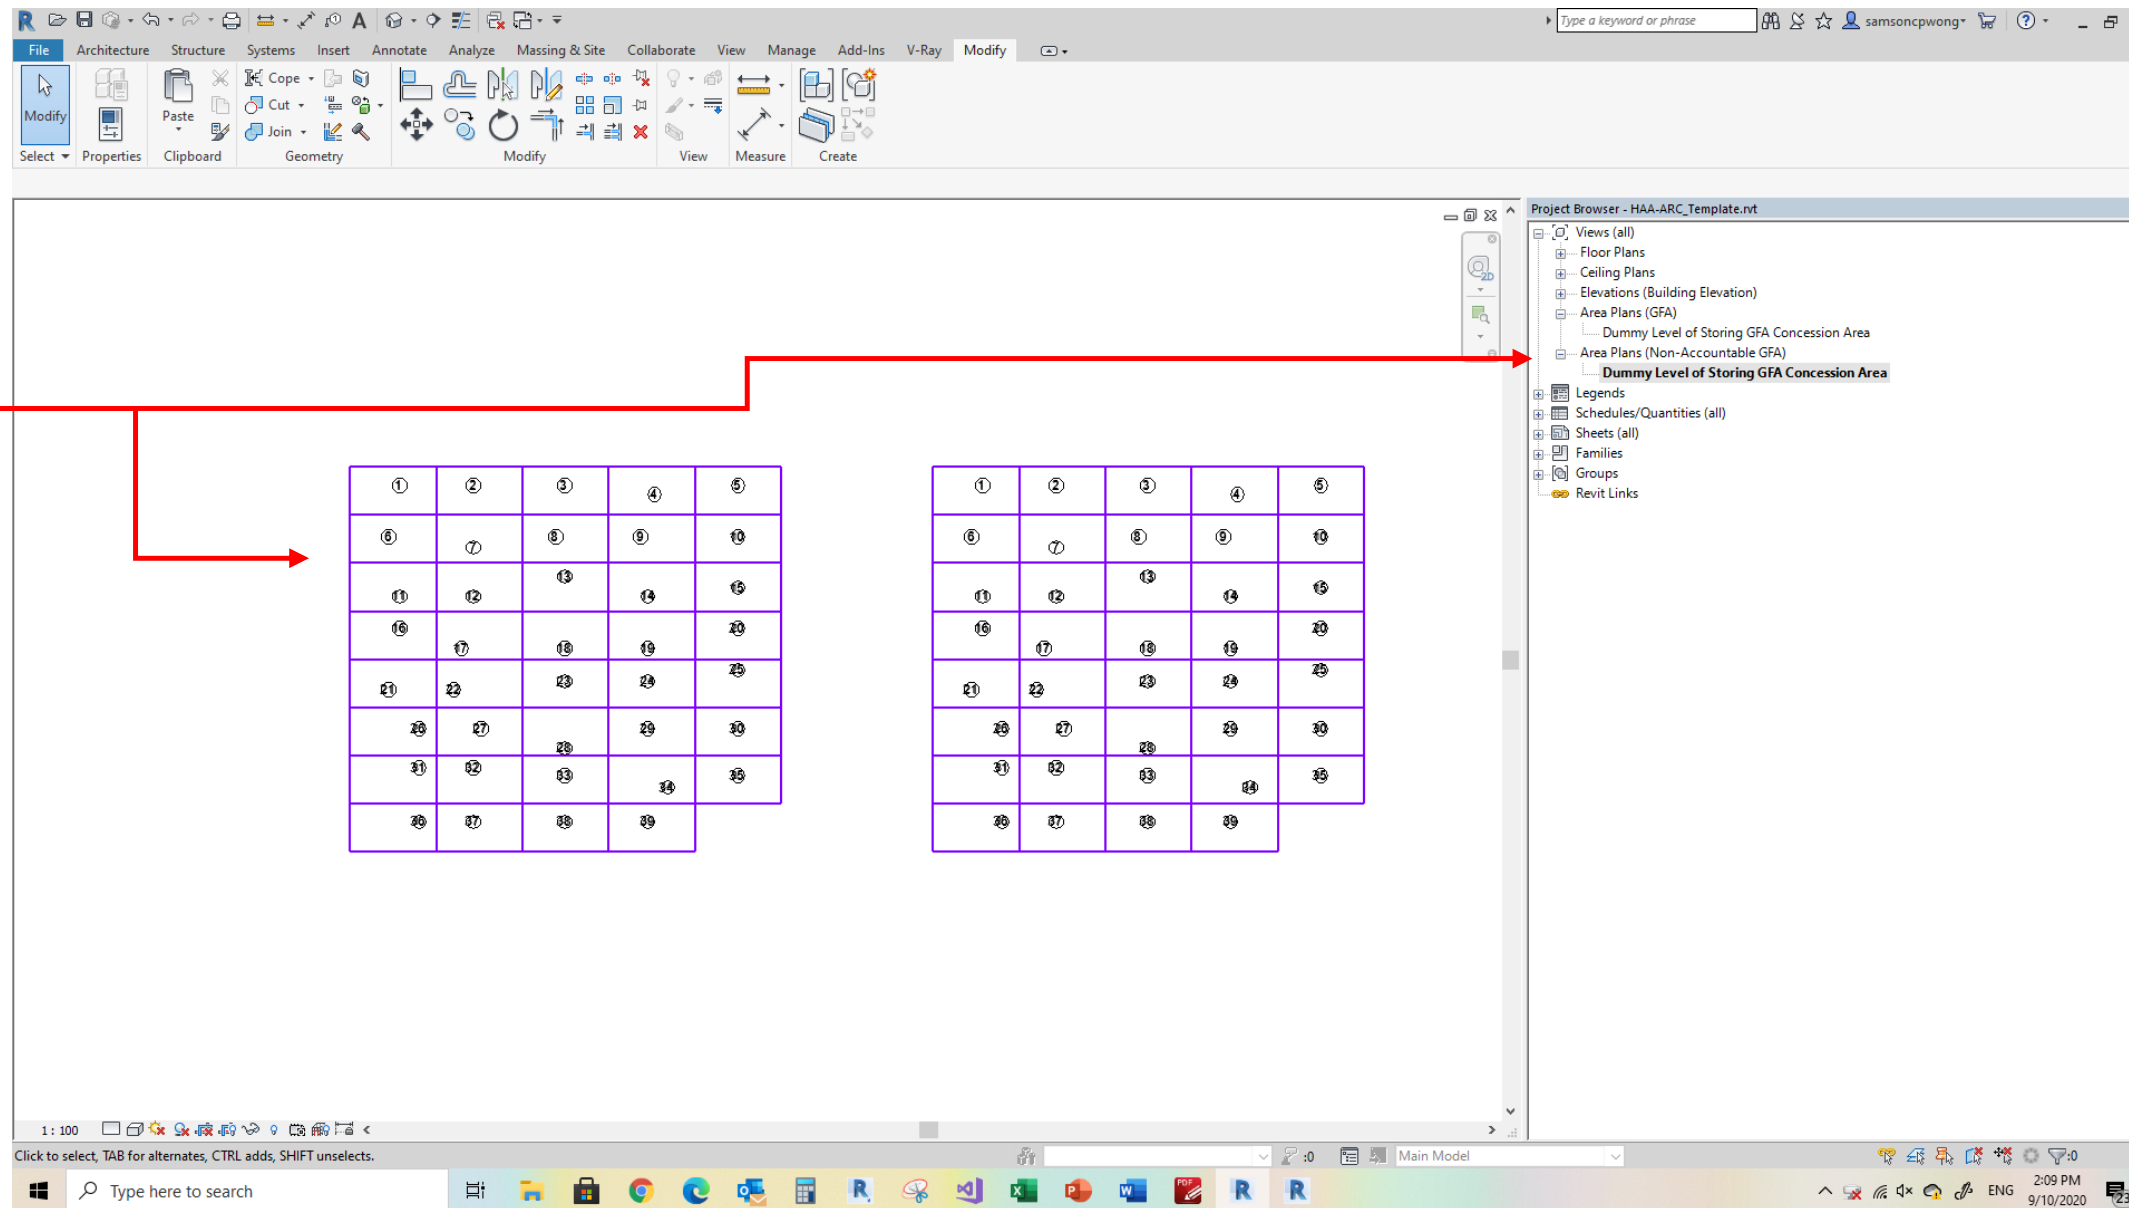 Type a keyword or phrase
samsoncpwong
File Architecture Structure Systems Insert Annotate Analyze Massing & Site Collaborate View Manage Add-Ins V-Ray Modify
Modify
Paste
Cope
Cut
Join
Select Properties Clipboard Geometry Modify View Measure Create
Project Browser - HAA-ARC_Template.rvt
Views (all)
Floor Plans
Ceiling Plans
Elevations (Building Elevation)
Area Plans (GFA)
Dummy Level of Storing GFA Concession Area
Area Plans (Non-Accountable GFA)
Dummy Level of Storing GFA Concession Area
Legends
Schedules/Quantities (all)
Sheets (all)
Families
Groups
Revit Links
2D
1 2 3 4 5
6 7 8 9 10
11 12 13 14 15
16 17 18 19 20
21 22 23 24 25
26 27 28 29 30
31 32 33 34 35
36 37 38 39
1 2 3 4 5
6 7 8 9 10
11 12 13 14 15
16 17 18 19 20
21 22 23 24 25
26 27 28 29 30
31 32 33 34 35
36 37 38 39
1 : 100
Click to select, TAB for alternates, CTRL adds, SHIFT unselects.
:0
Main Model
:0
Type here to search
ENG
2:09 PM
9/10/2020
23